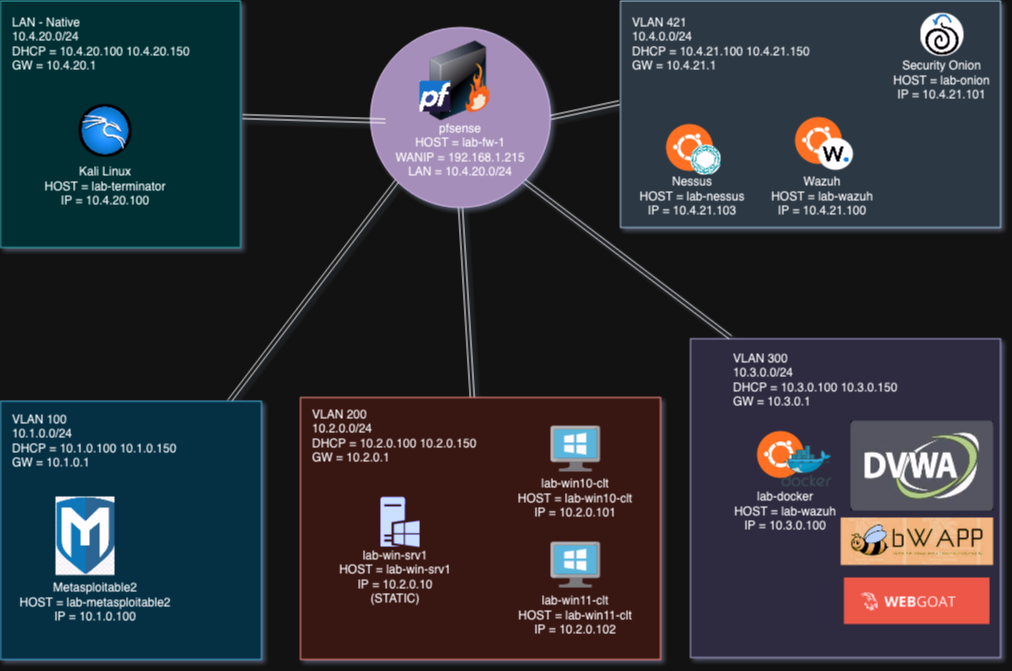 LAN - Native
10.4.20.0/24
DHCP = 10.4.20.100 10.4.20.150
GW = 10.4.20.1
Kali Linux
HOST = lab-terminator
IP = 10.4.20.100
pf
pfsense
HOST = lab-fw-1
WANIP = 192.168.1.215
LAN = 10.4.20.0/24
VLAN 421
10.4.0.0/24
DHCP = 10.4.21.100 10.4.21.150
GW = 10.4.21.1
Security Onion
HOST = lab-onion
IP = 10.4.21.101
Nessus
HOST = lab-nessus
IP = 10.4.21.103
W.
Wazuh
HOST = lab-wazuh
IP = 10.4.21.100
VLAN 100
10.1.0.0/24
DHCP = 10.1.0.100 10.1.0.150
GW = 10.1.0.1
M
Metasploitable2
HOST = lab-metasploitable2
IP = 10.1.0.100
VLAN 200
10.2.0.0/24
DHCP = 10.2.0.100 10.2.0.150
GW = 10.2.0.1
lab-win-srv1
HOST = lab-win-srv1
IP = 10.2.0.10
(STATIC)
lab-win10-clt
HOST = lab-win10-clt
IP = 10.2.0.101
lab-win11-clt
HOST = lab-win11-clt
IP = 10.2.0.102
VLAN 300
10.3.0.0/24
DHCP = 10.3.0.100 10.3.0.150
GW = 10.3.0.1
docker
lab-docker
HOST = lab-wazuh
IP = 10.3.0.100
DVWA
bWAPP
WEBGOAT